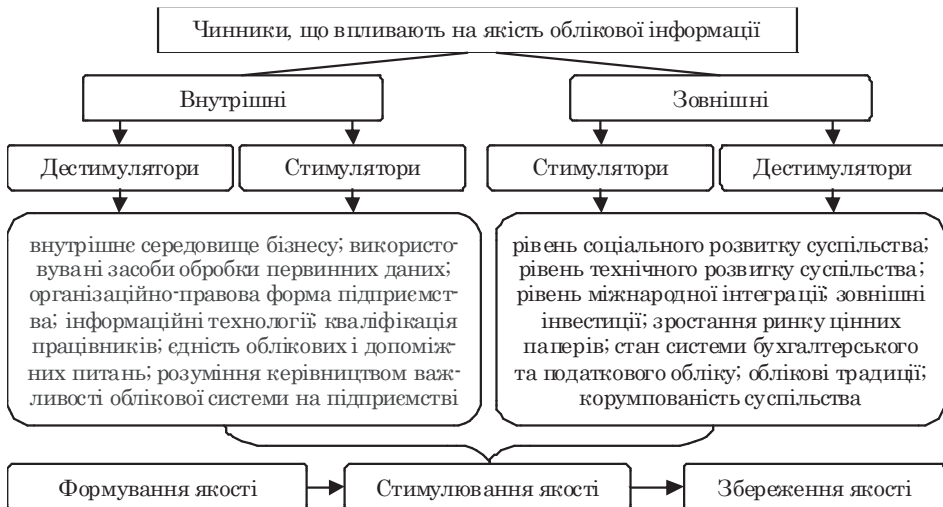 Чинники, що впливають на якість облікової інформації
Внутрішні
Зовнішні
Дестимулятори
Стимулятори
Стимулятори
Дестимулятори
внутрішнє середовище бізнесу; використо-
вувані засоби обробки первинних даних;
організаційно-правова форма підприємст-
ва; інформаційні технології; кваліфікація
працівників; єдність облікових і допоміж-
них питань; розуміння керівництвом важ-
ливості облікової системи на підприємстві
рівень соціального розвитку суспільства;
рівень технічного розвитку суспільства;
рівень міжнародної інтеграції; зовнішні
інвестиції; зростання ринку цінних
паперів; стан системи бухгалтерського
та податкового обліку; облікові традиції;
корумпованість суспільства
Формування якості
Стимулювання якості
Збереження якості